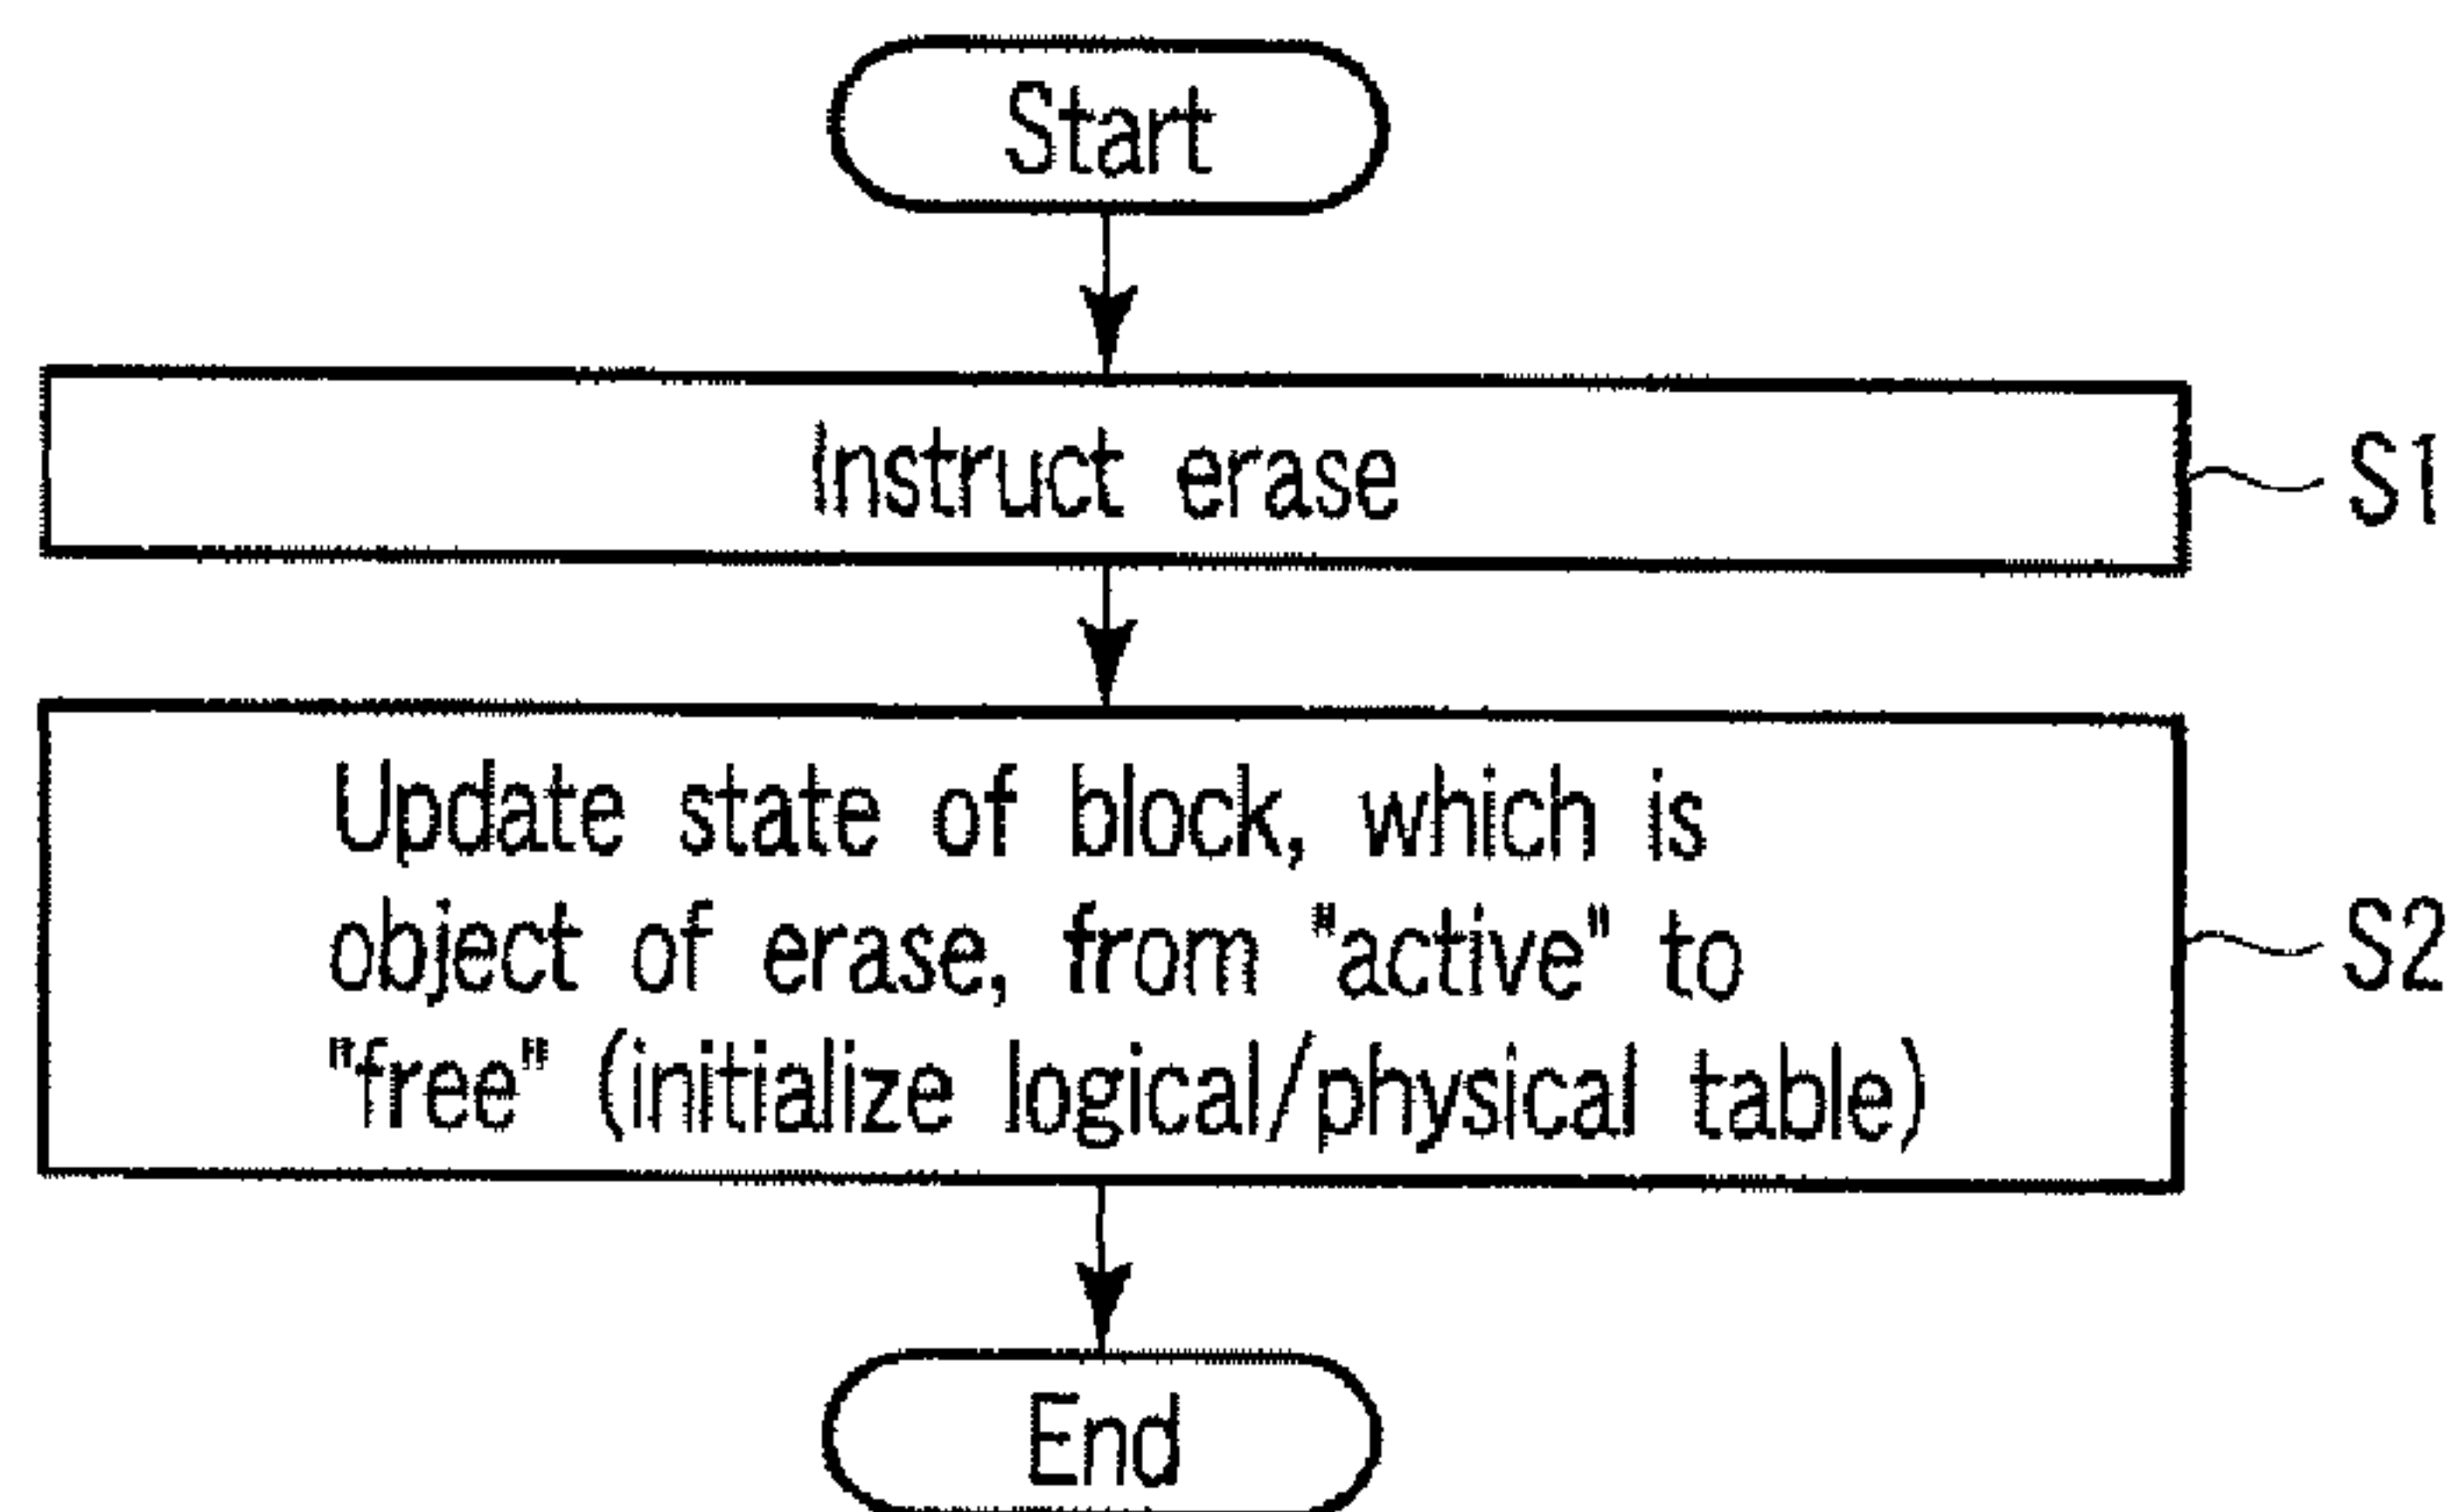 Start
Instruct erase
S1
Update state of block, which is
object of erase, from "active" to
"free" (initialize logical/physical table)
S2
End